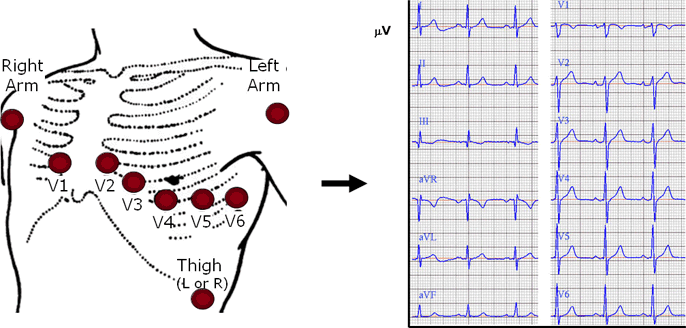 Right
Arm
Left
Arm
V1
V2
V3
V4
V5
V6
Thigh
(L or R)
μV
I
II
III
aVR
aVL
aVF
V1
V2
V3
V4
V5
V6